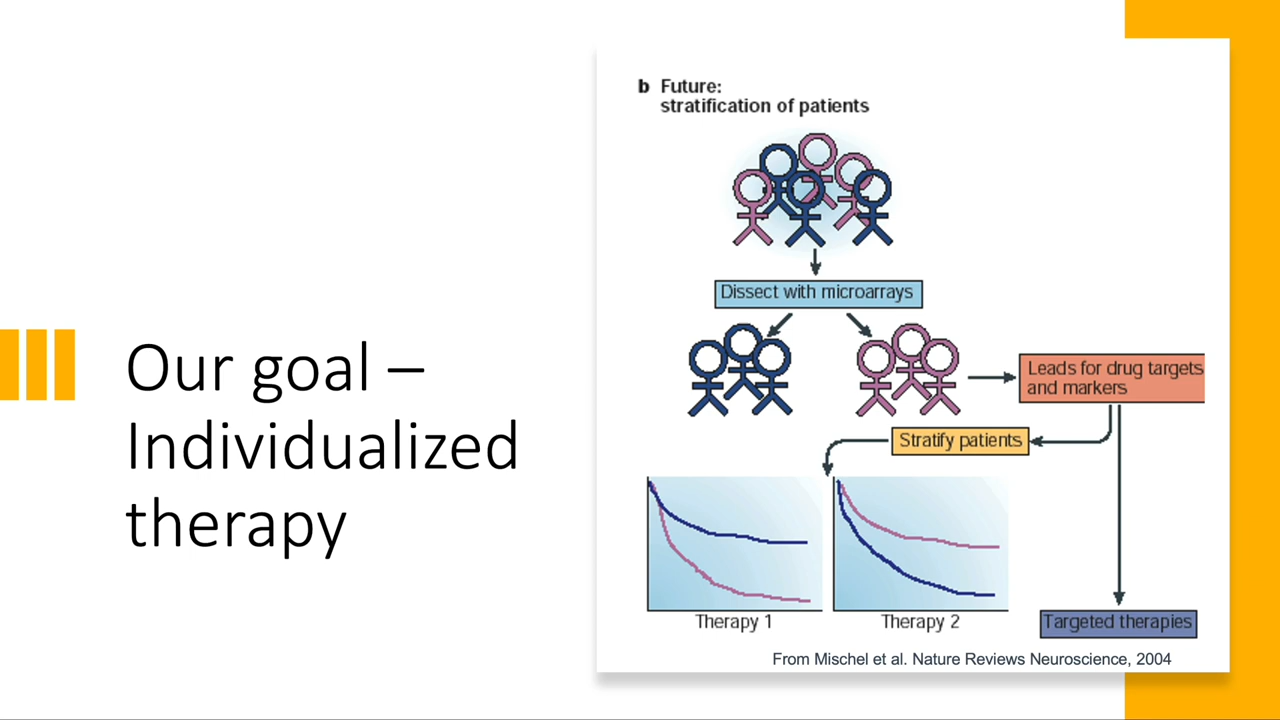 Our goal –
Individualized
therapy
b Future:
stratification of patients
Dissect with microarrays
Leads for drug targets
and markers
Stratify patients
Therapy 1
Therapy 2
Targeted therapies
From Mischel et al. Nature Reviews Neuroscience, 2004